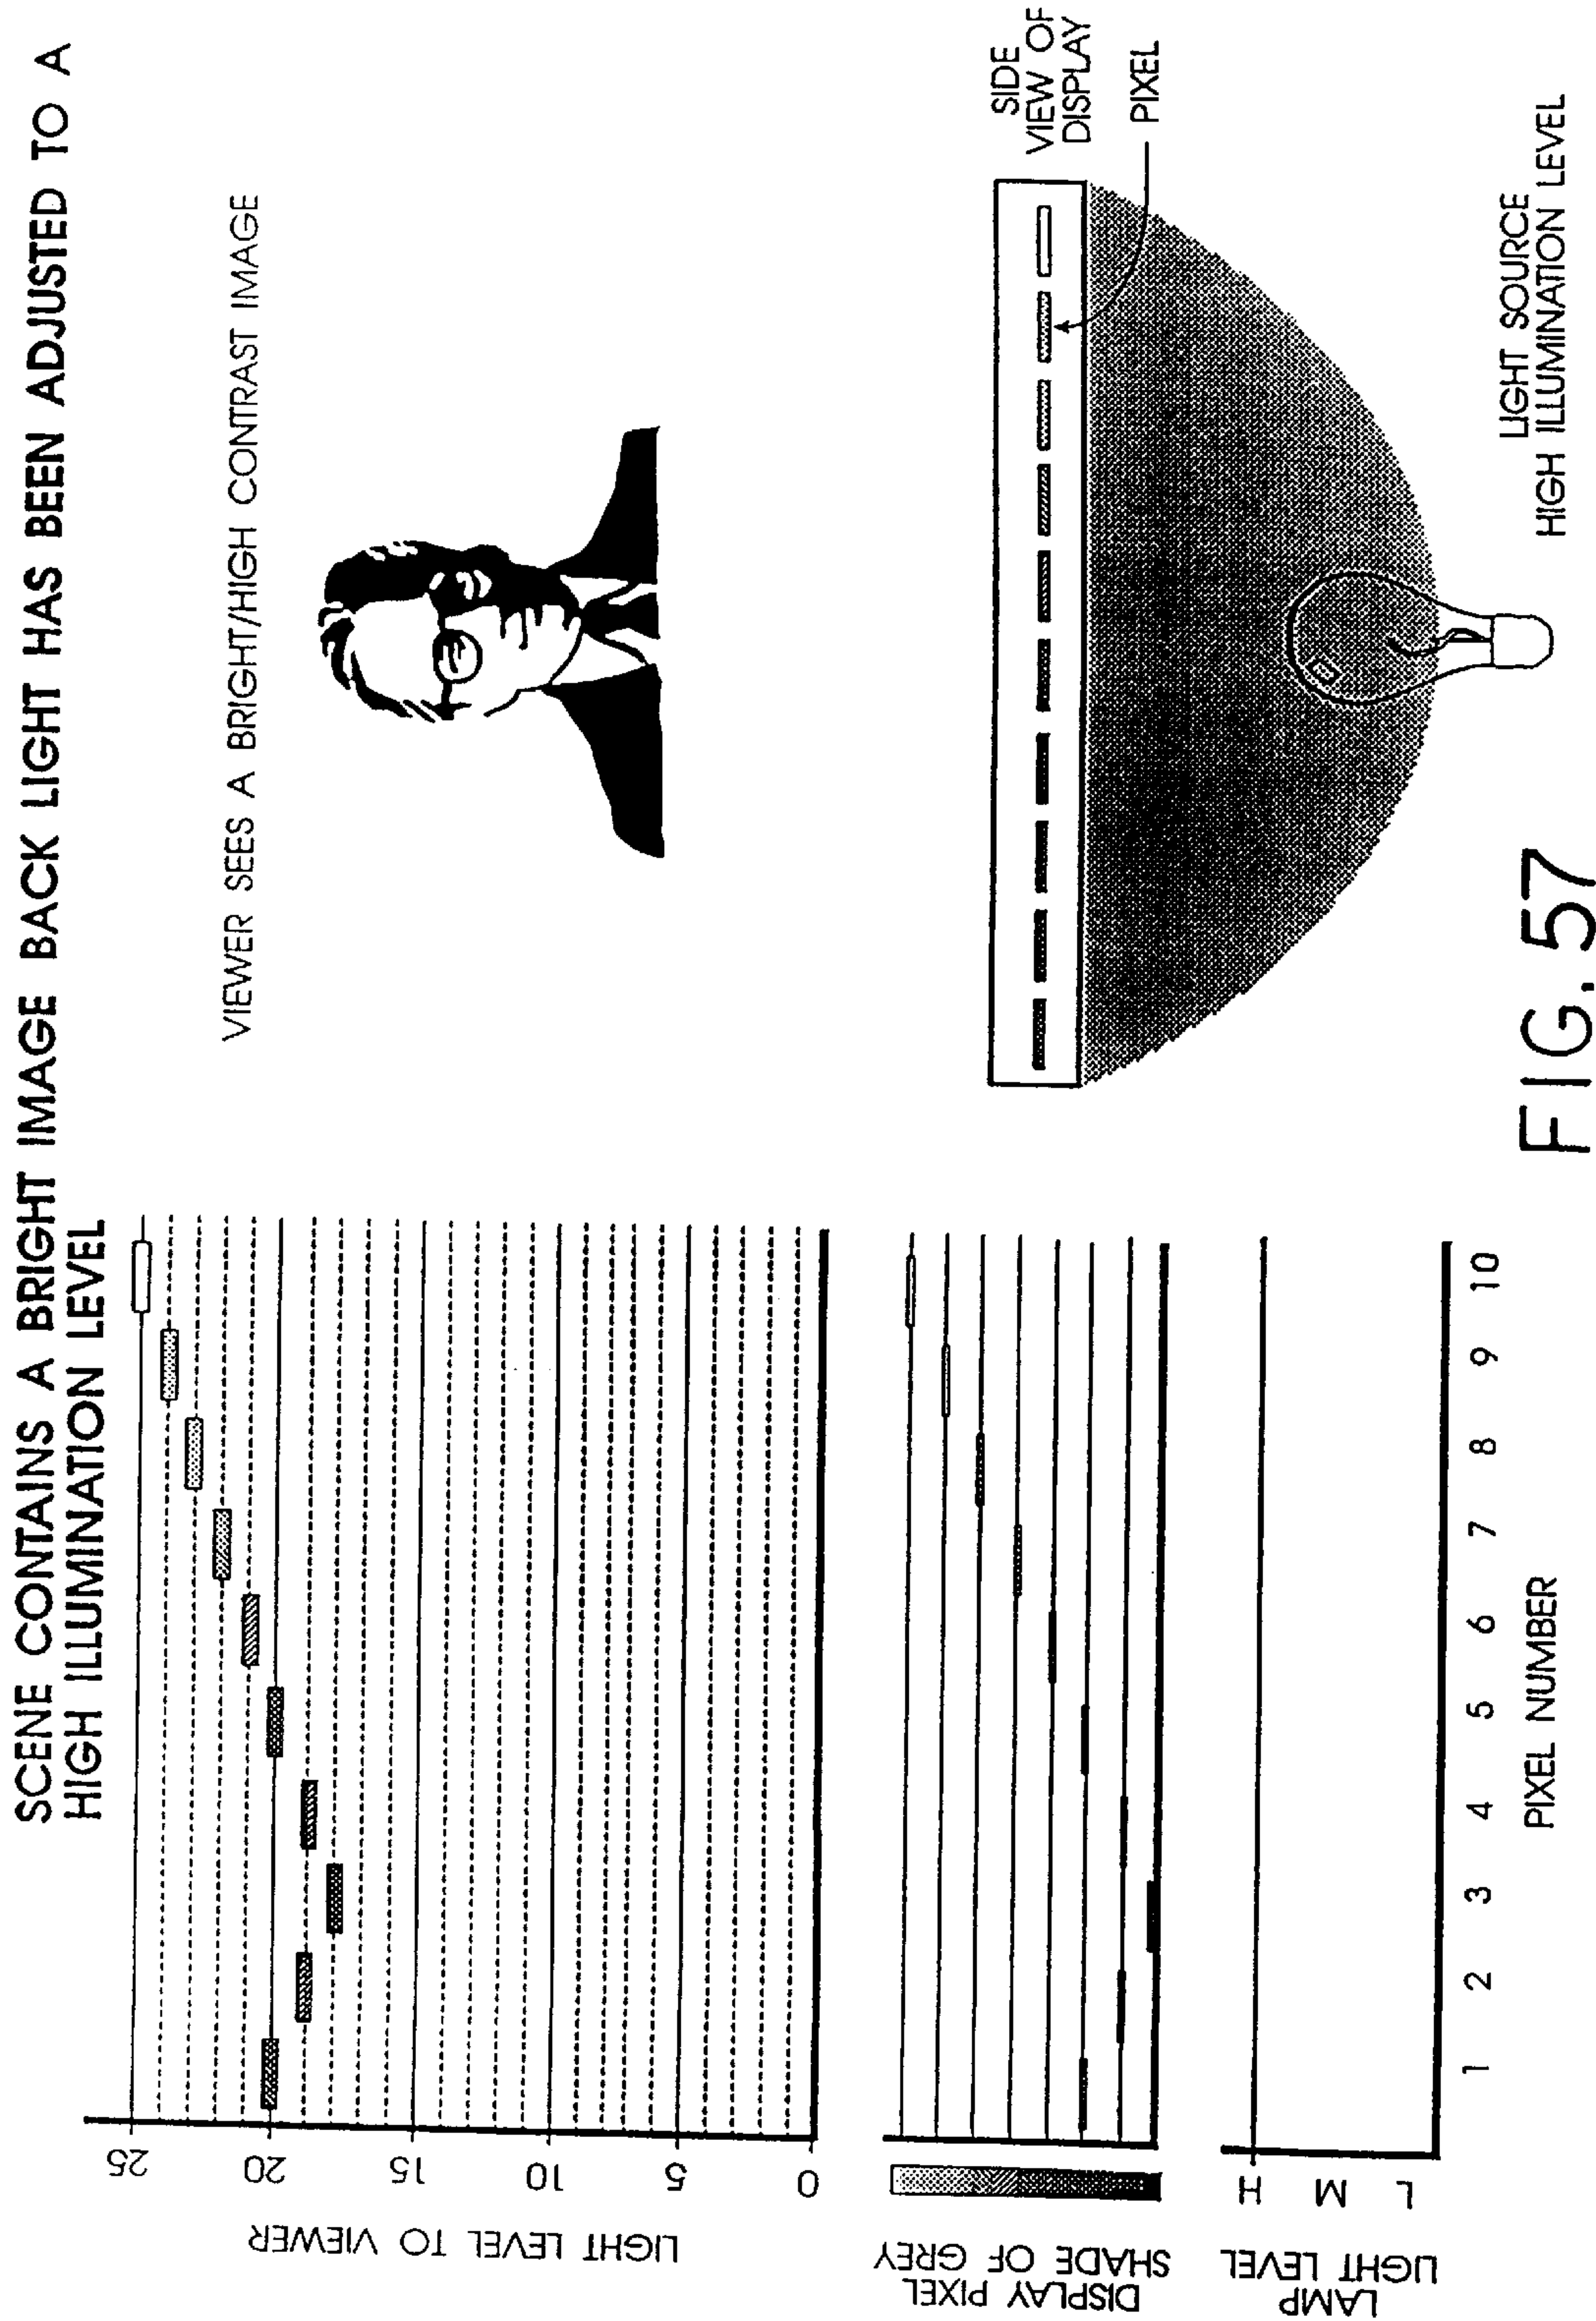 SCENE CONTAINS A BRIGHT IMAGE BACK LIGHT HAS BEEN ADJUSTED TO A
HIGH ILLUMINATION LEVEL
VIEWER SEES A BRIGHT/HIGH CONTRAST IMAGE
LIGHT LEVEL TO VIEWER
25
20
15
10
5
0
DISPLAY PIXEL
SHADE OF GREY
LAMP
LIGHT LEVEL
H
M
L
1 2 3 4 5 6 7 8 9 10
PIXEL NUMBER
SIDE
VIEW OF
DISPLAY
PIXEL
LIGHT SOURCE
HIGH ILLUMINATION LEVEL
FIG. 57